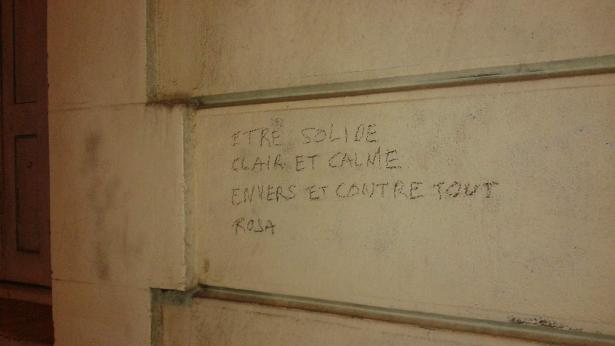 ETRE SOLIDE
CLAIR ET CALME
ENVERS ET CONTRE TOUT
ROSA